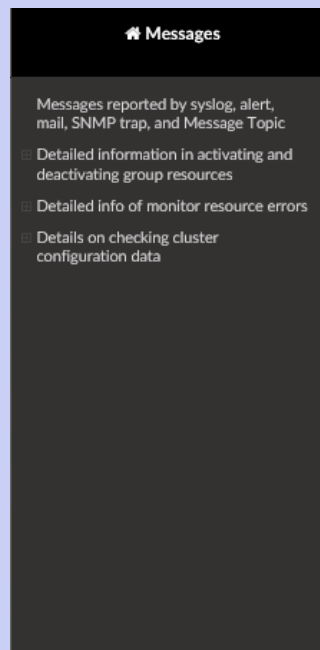 Messages
Messages reported by syslog, alert,
mail, SNMP trap, and Message Topic
Detailed information in activating and
deactivating group resources
Detailed info of monitor resource errors
Details on checking cluster
configuration data